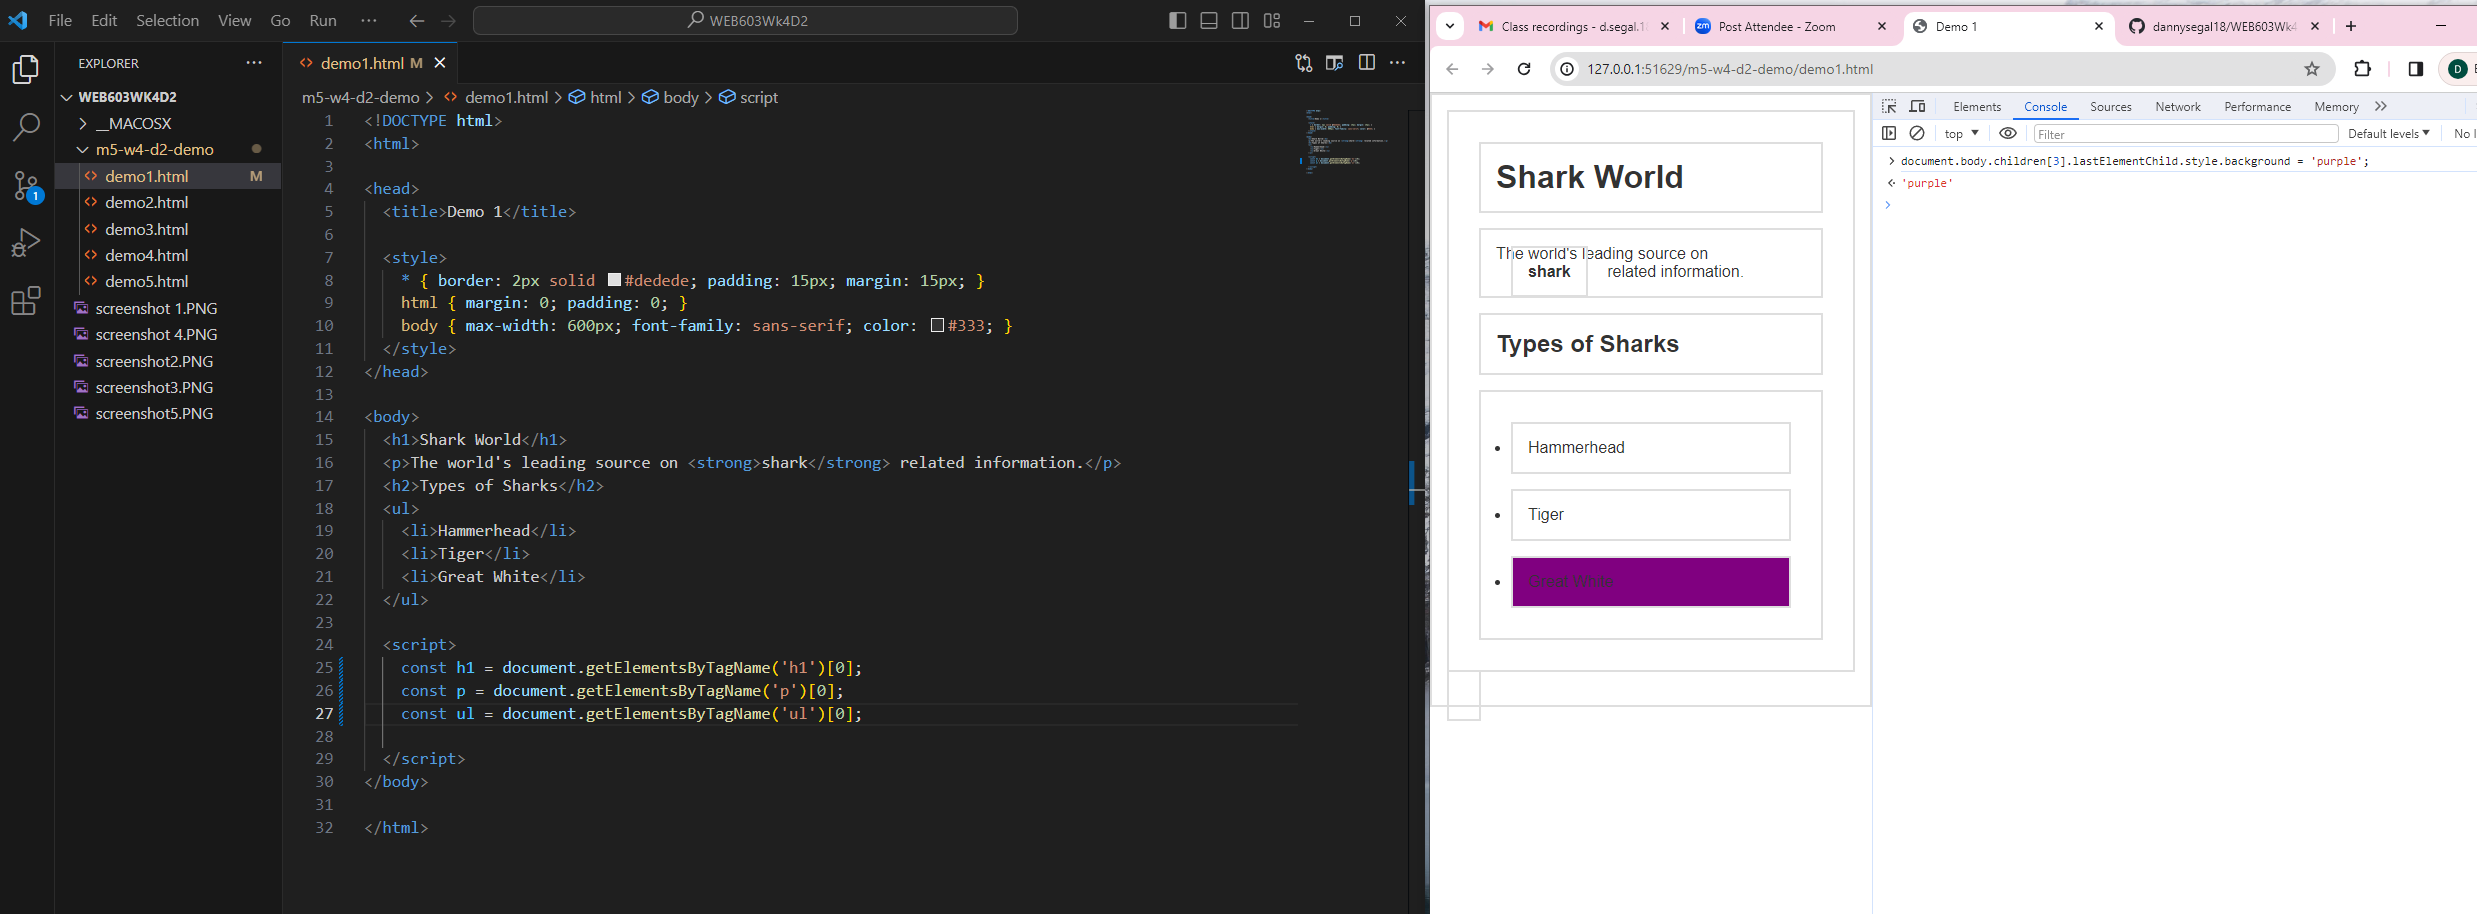 File Edit Selection View Go Run ··· WEB603Wk4D2
EXPLORER ···
WEB603WK4D2
__MACOSX
m5-w4-d2-demo
demo1.html M
demo2.html
demo3.html
demo4.html
demo5.html
screenshot 1.PNG
screenshot 4.PNG
screenshot2.PNG
screenshot3.PNG
screenshot5.PNG
1
demo1.html M
m5-w4-d2-demo > demo1.html > html > body > script
1 <!DOCTYPE html>
2 <html>
3
4 <head>
5 <title>Demo 1</title>
6
7 <style>
8 * { border: 2px solid #dedede; padding: 15px; margin: 15px; }
9 html { margin: 0; padding: 0; }
10 body { max-width: 600px; font-family: sans-serif; color: #333; }
11 </style>
12 </head>
13
14 <body>
15 <h1>Shark World</h1>
16 <p>The world's leading source on <strong>shark</strong> related information.</p>
17 <h2>Types of Sharks</h2>
18 <ul>
19 <li>Hammerhead</li>
20 <li>Tiger</li>
21 <li>Great White</li>
22 </ul>
23
24 <script>
25 const h1 = document.getElementsByTagName('h1')[0];
26 const p = document.getElementsByTagName('p')[0];
27 const ul = document.getElementsByTagName('ul')[0];
28
29 </script>
30 </body>
31
32 </html>
Class recordings - d.segal.1 Post Attendee - Zoom Demo 1 dannysegal18/WEB603Wk4
zm
127.0.0.1:51629/m5-w4-d2-demo/demo1.html
D
Elements Console Sources Network Performance Memory
top Filter Default levels No
document.body.children[3].lastElementChild.style.background = 'purple';
'purple'
Shark World
The world's leading source on
shark related information.
Types of Sharks
• Hammerhead
• Tiger
• Great White